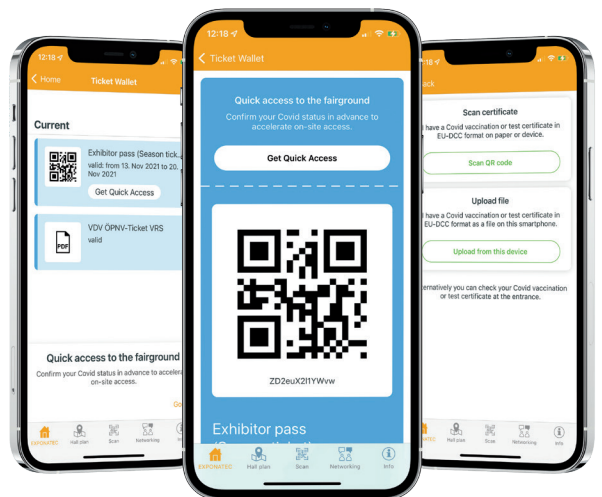 12:18
Home
Ticket Wallet
Current
Exhibitor pass (Season tick...
valid: from 13. Nov 2021 to 20.
Nov 2021
Get Quick Access
PDF
VDV ÖPNV-Ticket VRS
valid
Quick access to the fairground
Confirm your Covid status in advance to
on-site access.
EXPONATEC
Hall plan
Scan
Networking
12:18
Ticket Wallet
Quick access to the fairground
Confirm your Covid status in advance to
accelerate on-site access.
Get Quick Access
ZD2euX2l1YWvw
Exhibitor pass
EXPONATEC
Hall plan
Scan
Networking
Info
Scan certificate
I have a Covid vaccination or test certificate in
EU-DCC format on paper or device.
Scan QR code
Upload file
I have a Covid vaccination or test certificate in
EU-DCC format as a file on this smartphone.
Upload from this device
you can check your Covid vaccination
or test certificate at the entrance.
Hall plan
Scan
Networking
Info